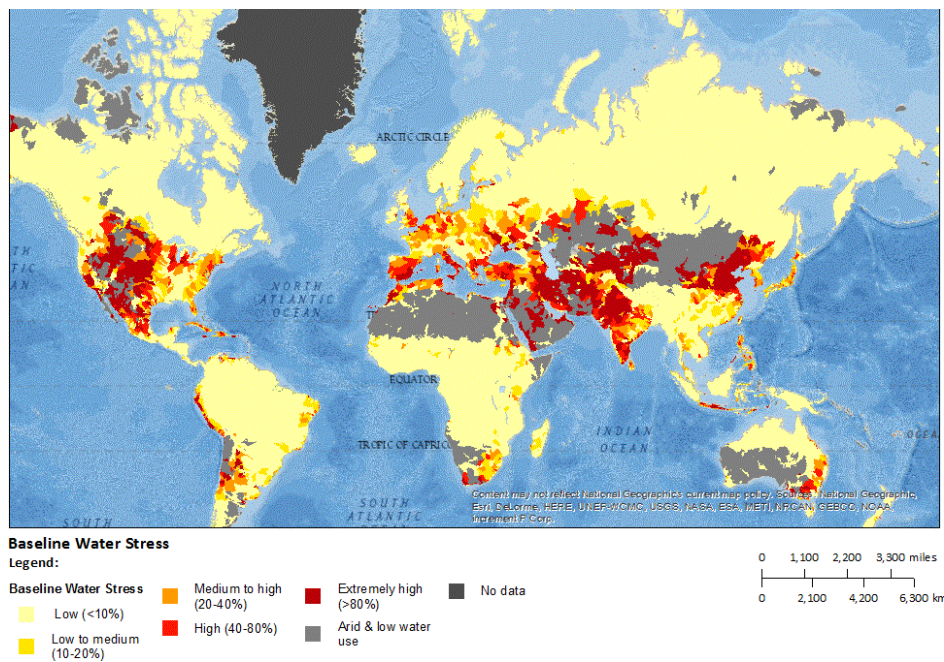 ARCTIC CIRCLE
NORTH
ATLANTIC
OCEAN
EQUATOR
INDIAN
OCEAN
TROPIC OF CAPRIC
SOUTH
ATLANTIC
SOUTH
Content may not reflect National Geographic's current map policy. Sources: National Geographic,
Esri, DeLorme, HERE, UNEP-WCMC, USGS, NASA, ESA, METI, NRCAN, GEBCO, NOAA,
increment P Corp.
Baseline Water Stress
Legend:
Baseline Water Stress
Low (<10%)
Low to medium
(10-20%)
Medium to high
(20-40%)
High (40-80%)
Extremely high
(>80%)
Arid & low water
use
No data
0 1,100 2,200 3,300 miles
0 2,100 4,200 6,300 km